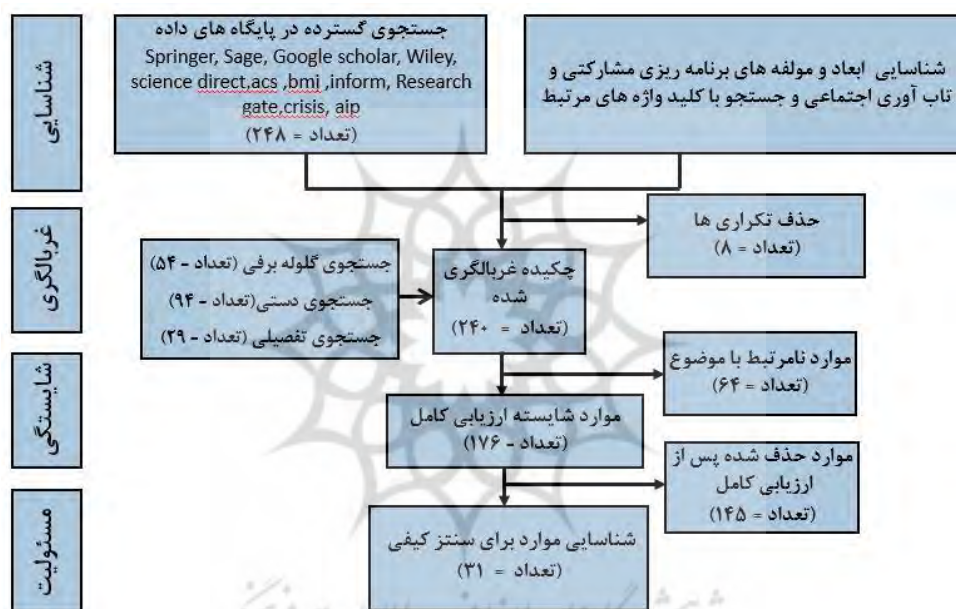 شناسایی
جستجوی گسترده در پایگاه های داده
Springer, Sage, Google scholar, Wiley,
science direct,acs ,bmi ,inform, Research
gate,crisis, aip
(تعداد = ۲۴۸)
شناسایی ابعاد و مولفه های برنامه ریزی مشارکتی و
تاب آوری اجتماعی و جستجو با کلید واژه های مرتبط
غربالگری
حذف تکراری ها
(تعداد = ۸)
جستجوی گلوله برفی (تعداد - ۵۴)
جستجوی دستی(تعداد - ۹۴)
جستجوی تفصیلی (تعداد - ۲۹)
چکیده غربالگری
شده
(تعداد = ۲۴۰)
شایستگی
موارد نامرتبط با موضوع
(تعداد = ۶۴)
موارد شایسته ارزیابی کامل
(تعداد - ۱۷۶)
موارد حذف شده پس از
ارزیابی کامل
(تعداد = ۱۴۵)
مسئولیت
شناسایی موارد برای سنتز کیفی
(تعداد = ۳۱)